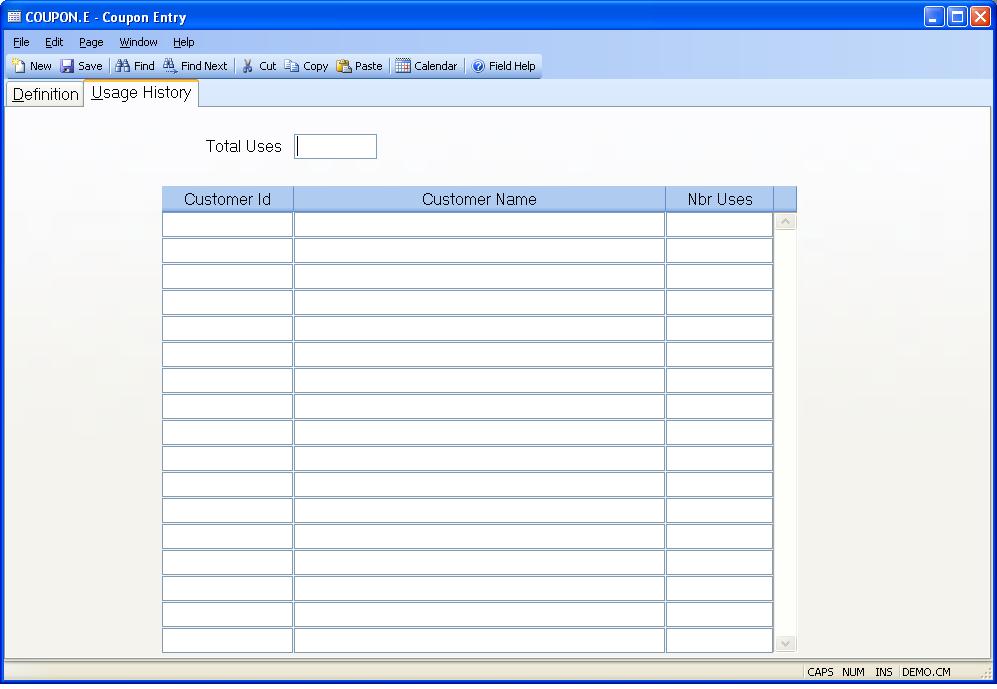 COUPON.E - Coupon Entry
File Edit Page Window Help
New Save Find Find Next Cut Copy Paste Calendar Field Help
Definition Usage History
Total Uses
Customer Id Customer Name Nbr Uses
CAPS NUM INS DEMO.CM